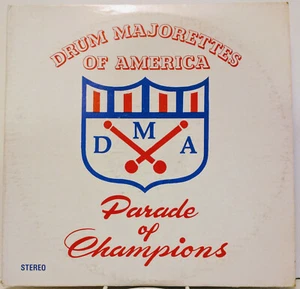 DRUM MAJORETTES
OF AMERICA
D M A
Parade
of
Champions
STEREO